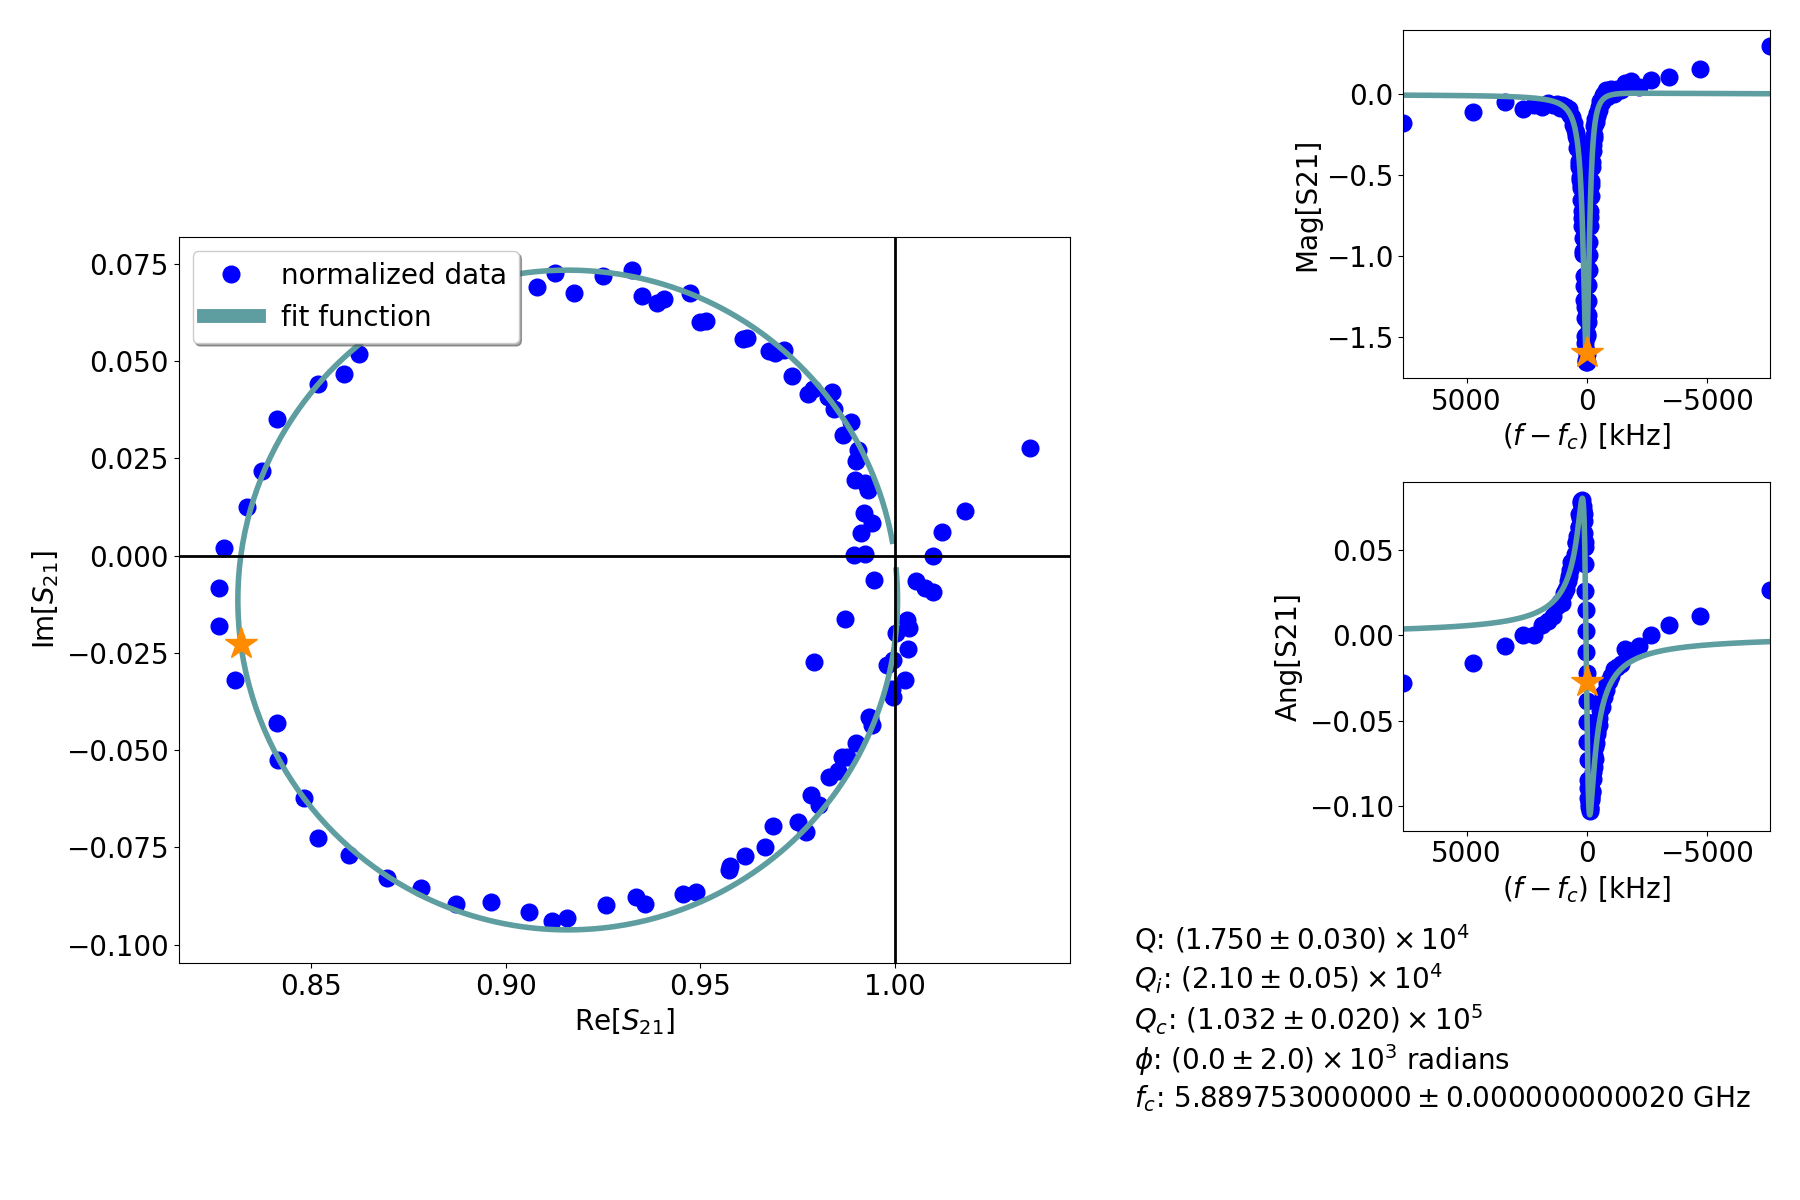 normalized data
fit function
0.075
0.050
0.025
0.000
−0.025
−0.050
−0.075
−0.100
Im[S21]
0.85 0.90 0.95 1.00
Re[S21]
0.0
−0.5
−1.0
−1.5
Mag[S21]
5000 0 −5000
(f − fc) [kHz]
0.05
0.00
−0.05
−0.10
Ang[S21]
5000 0 −5000
(f − fc) [kHz]
Q: (1.750 ± 0.030) × 10^4
Qi: (2.10 ± 0.05) × 10^4
Qc: (1.032 ± 0.020) × 10^5
ϕ: (0.0 ± 2.0) × 10^3 radians
fc: 5.889753000000 ± 0.000000000020 GHz